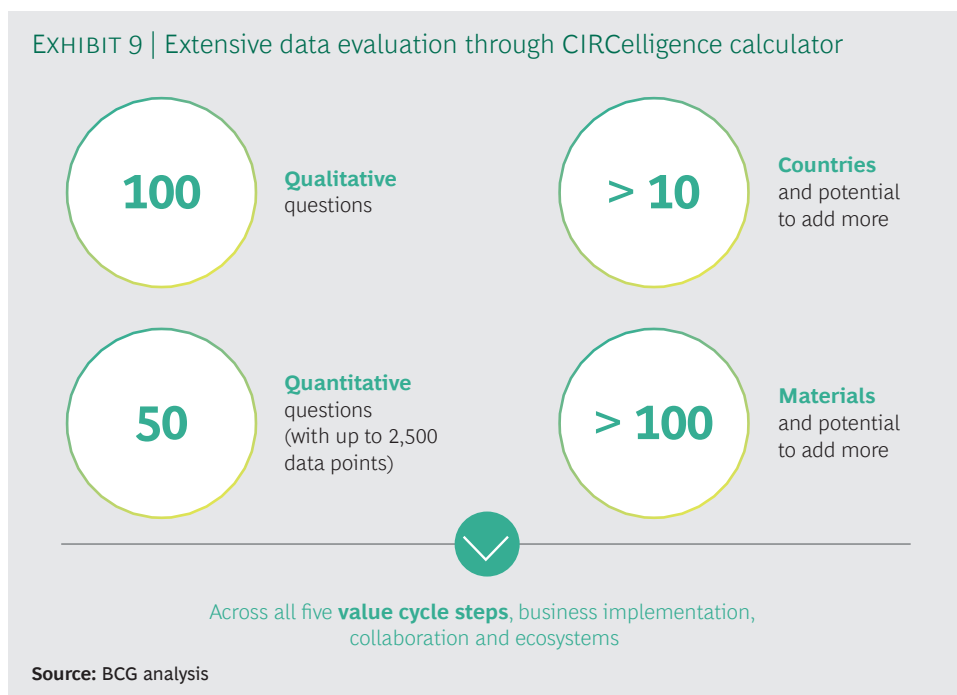 EXHIBIT 9 | Extensive data evaluation through CIRCelligence calculator
100
Qualitative
questions
> 10
Countries
and potential
to add more
50
Quantitative
questions
(with up to 2,500
data points)
> 100
Materials
and potential
to add more
Across all five value cycle steps, business implementation,
collaboration and ecosystems
Source: BCG analysis